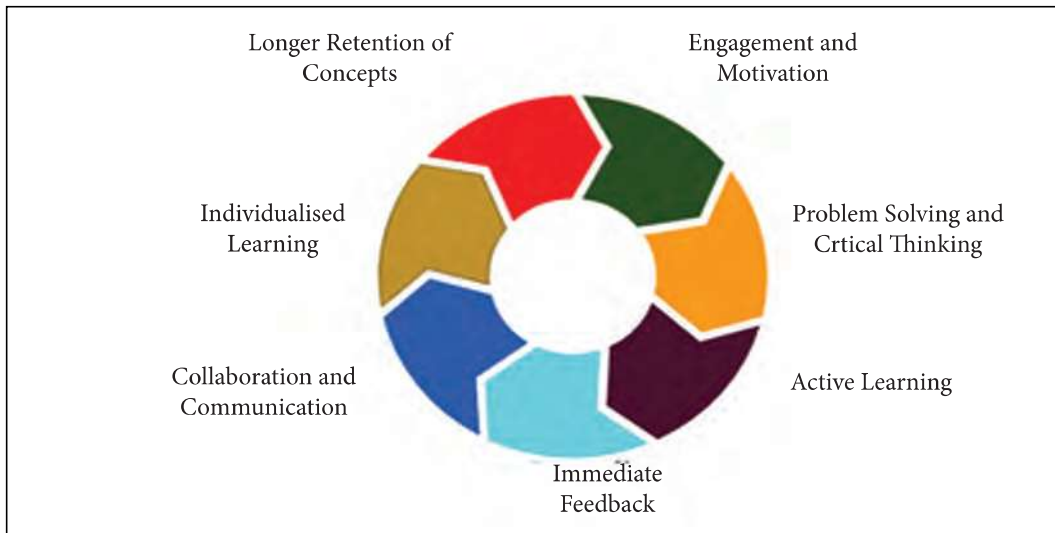 Longer Retention of
Concepts
Engagement and
Motivation
Individualised
Learning
Problem Solving and
Crtical Thinking
Collaboration and
Communication
Active Learning
Immediate
Feedback